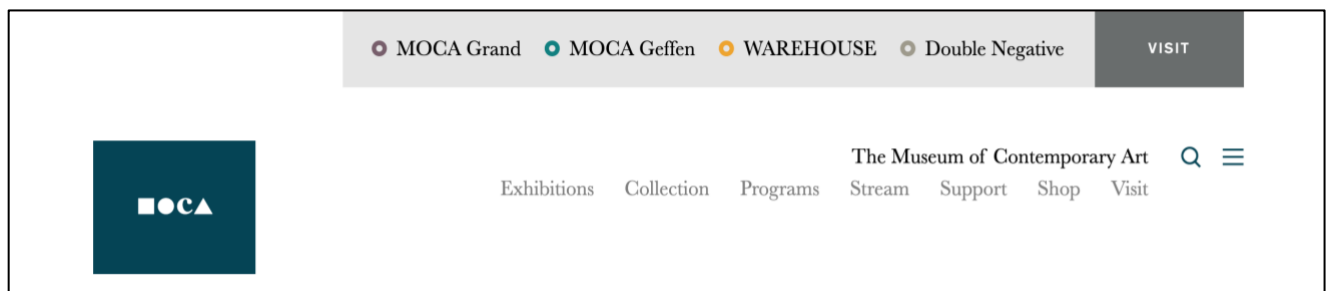 MOCA Grand MOCA Geffen WAREHOUSE Double Negative VISIT
The Museum of Contemporary Art
Exhibitions Collection Programs Stream Support Shop Visit
MOCA